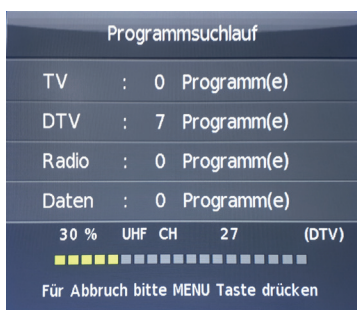 Programmsuchlauf
TV : 0 Programm(e)
DTV : 7 Programm(e)
Radio : 0 Programm(e)
Daten : 0 Programm(e)
30 % UHF CH 27 (DTV)
Für Abbruch bitte MENU Taste drücken